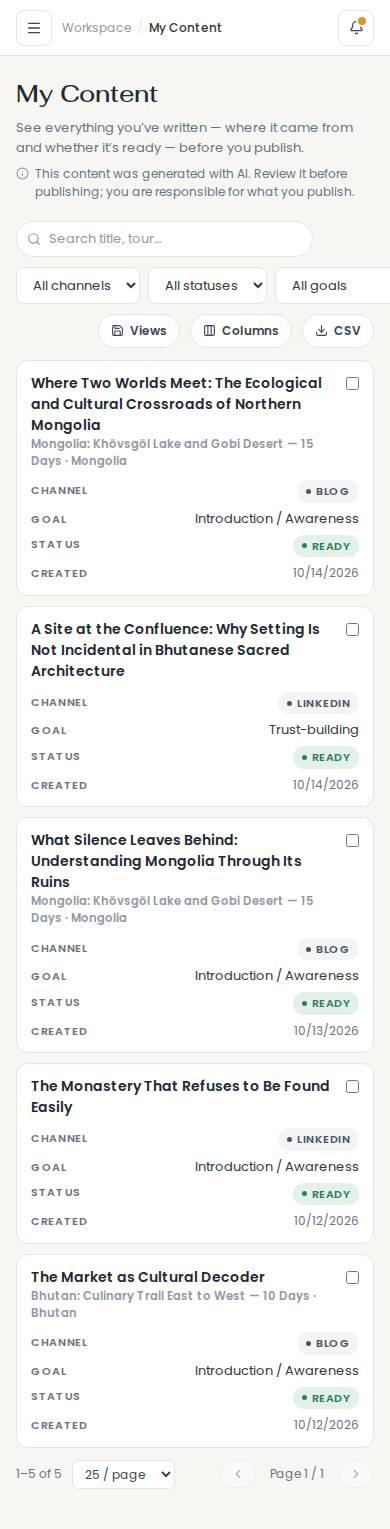 Workspace / My Content
My Content
See everything you've written — where it came from
and whether it's ready — before you publish.
This content was generated with AI. Review it before
publishing; you are responsible for what you publish.
Search title, tour...
All channels
All statuses
All goals
Views
Columns
CSV
Where Two Worlds Meet: The Ecological
and Cultural Crossroads of Northern
Mongolia
Mongolia: Khövsgöl Lake and Gobi Desert — 15
Days · Mongolia
CHANNEL
BLOG
GOAL
Introduction / Awareness
STATUS
READY
CREATED
10/14/2026
A Site at the Confluence: Why Setting Is
Not Incidental in Bhutanese Sacred
Architecture
CHANNEL
LINKEDIN
GOAL
Trust-building
STATUS
READY
CREATED
10/14/2026
What Silence Leaves Behind:
Understanding Mongolia Through Its
Ruins
Mongolia: Khövsgöl Lake and Gobi Desert — 15
Days · Mongolia
CHANNEL
BLOG
GOAL
Introduction / Awareness
STATUS
READY
CREATED
10/13/2026
The Monastery That Refuses to Be Found
Easily
CHANNEL
LINKEDIN
GOAL
Introduction / Awareness
STATUS
READY
CREATED
10/12/2026
The Market as Cultural Decoder
Bhutan: Culinary Trail East to West — 10 Days ·
Bhutan
CHANNEL
BLOG
GOAL
Introduction / Awareness
STATUS
READY
CREATED
10/12/2026
1–5 of 5
25 / page
Page 1 / 1